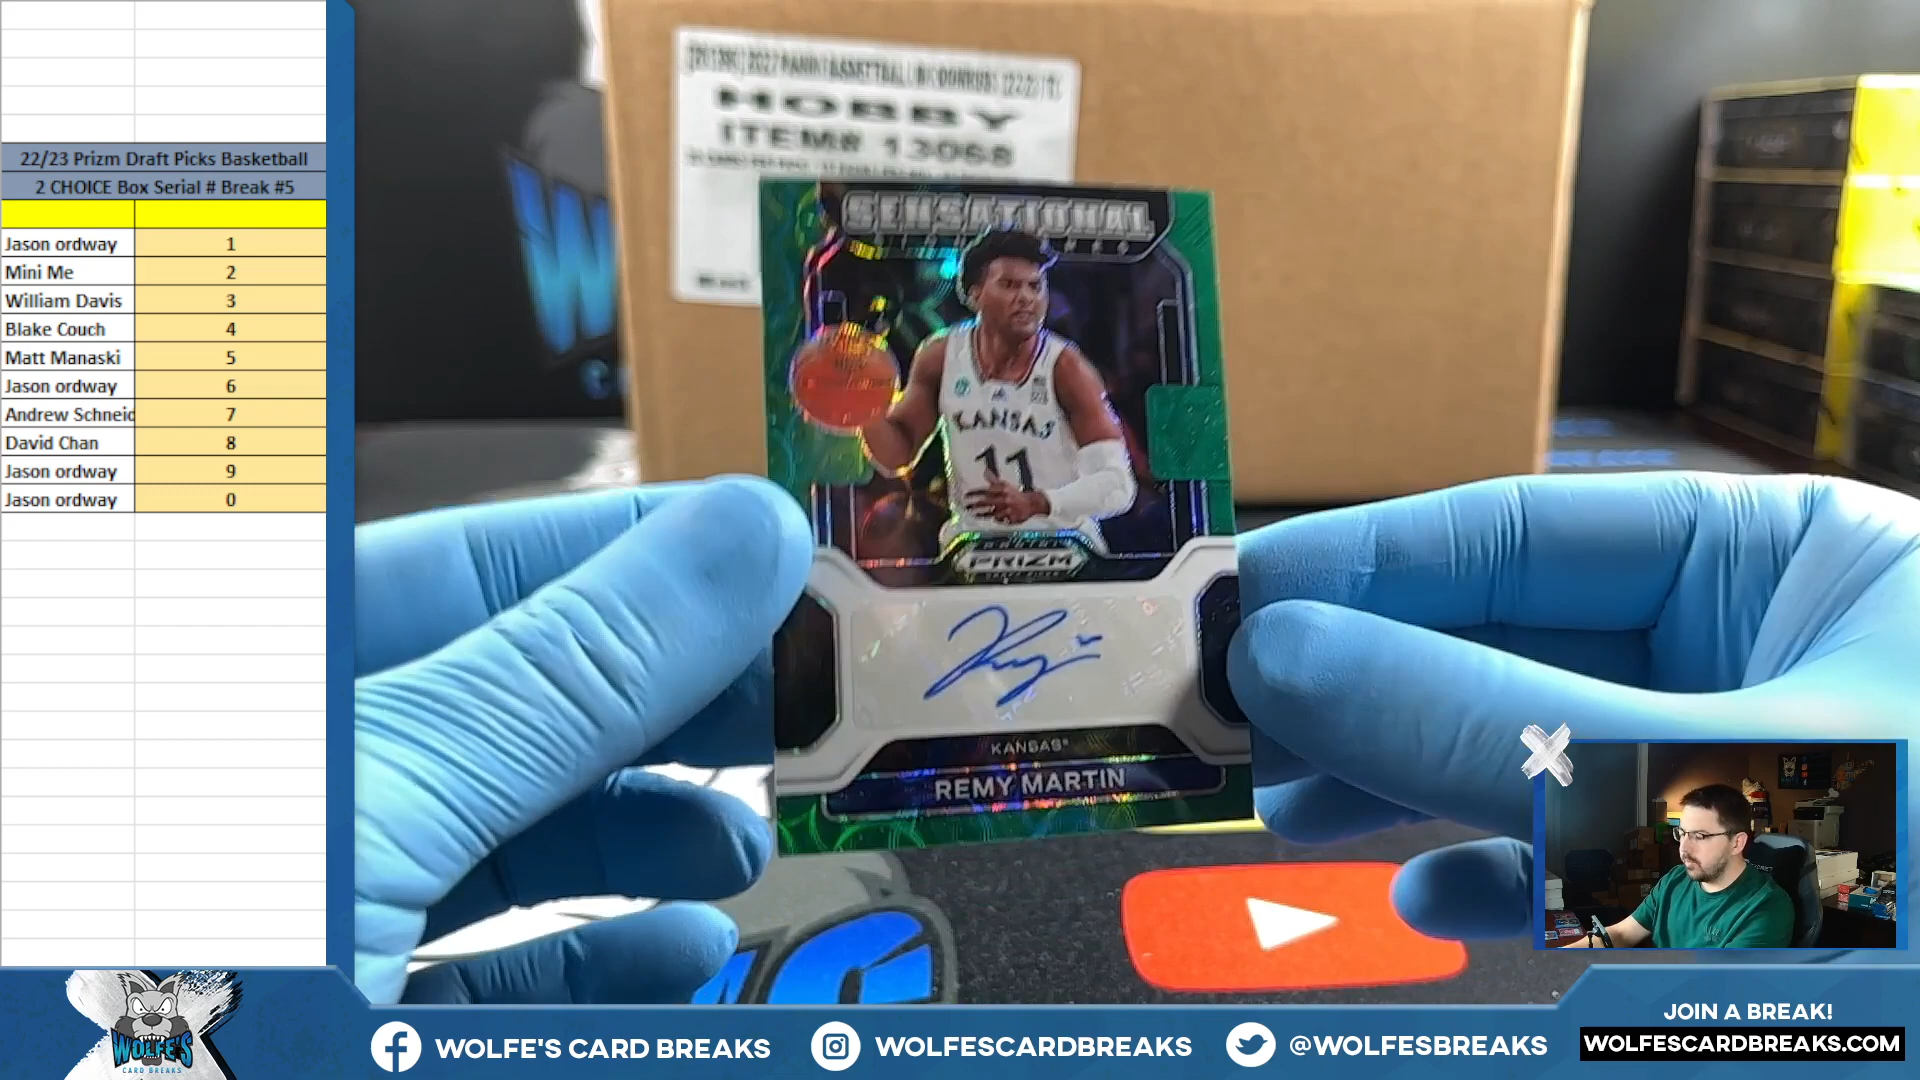 22/23 Prizm Draft Picks Basketball
2 CHOICE Box Serial # Break #5
Jason ordway 1
Mini Me 2
William Davis 3
Blake Couch 4
Matt Manaski 5
Jason ordway 6
Andrew Schneid 7
David Chan 8
Jason ordway 9
Jason ordway 0
HOBBY
ITEM# 13068
SENSATIONAL
KANSAS
11
PRIZM
KANSAS
REMY MARTIN
WOLFE'S
CARD BREAKS
WOLFE'S CARD BREAKS
WOLFESCARDBREAKS
@WOLFESBREAKS
JOIN A BREAK!
WOLFESCARDBREAKS.COM